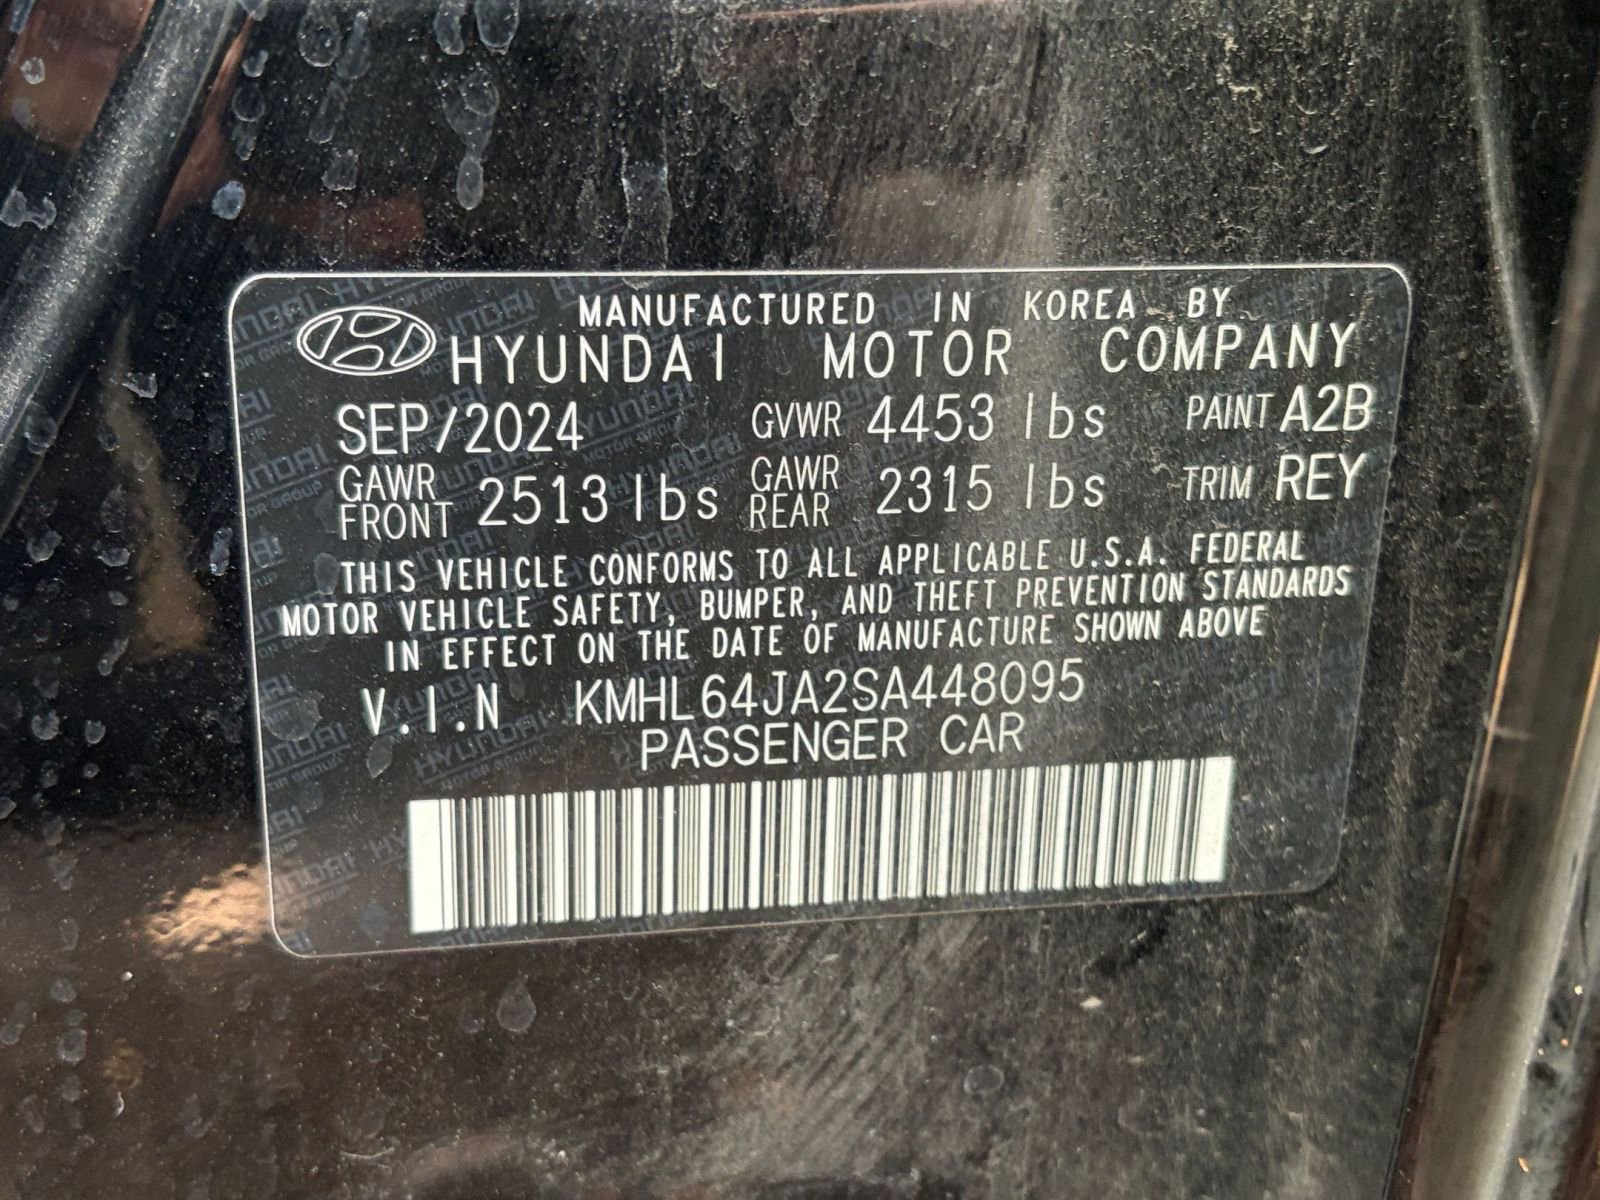 MANUFACTURED IN KOREA BY
HYUNDAI MOTOR COMPANY
SEP/2024 GVWR 4453 lbs PAINT A2B
GAWR FRONT 2513 lbs GAWR REAR 2315 lbs TRIM REY
THIS VEHICLE CONFORMS TO ALL APPLICABLE U.S.A. FEDERAL
MOTOR VEHICLE SAFETY, BUMPER, AND THEFT PREVENTION STANDARDS
IN EFFECT ON THE DATE OF MANUFACTURE SHOWN ABOVE
V.I.N KMHL64JA2SA448095
PASSENGER CAR